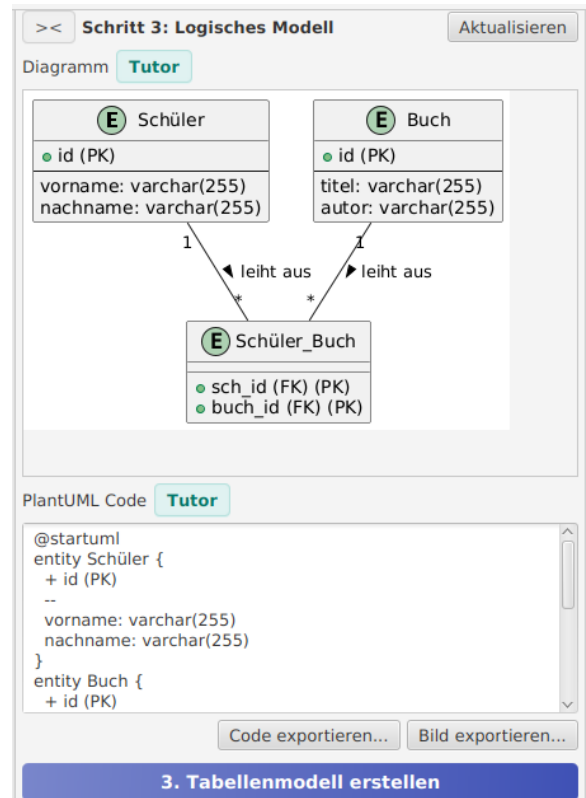 >< Schritt 3: Logisches Modell Aktualisieren
Diagramm Tutor
E Schüler
id (PK)
vorname: varchar(255)
nachname: varchar(255)
E Buch
id (PK)
titel: varchar(255)
autor: varchar(255)
1
1
leiht aus
leiht aus
*
*
E Schüler_Buch
sch_id (FK) (PK)
buch_id (FK) (PK)
PlantUML Code Tutor
@startuml
entity Schüler {
+ id (PK)
--
vorname: varchar(255)
nachname: varchar(255)
}
entity Buch {
+ id (PK)
Code exportieren... Bild exportieren...
3. Tabellenmodell erstellen